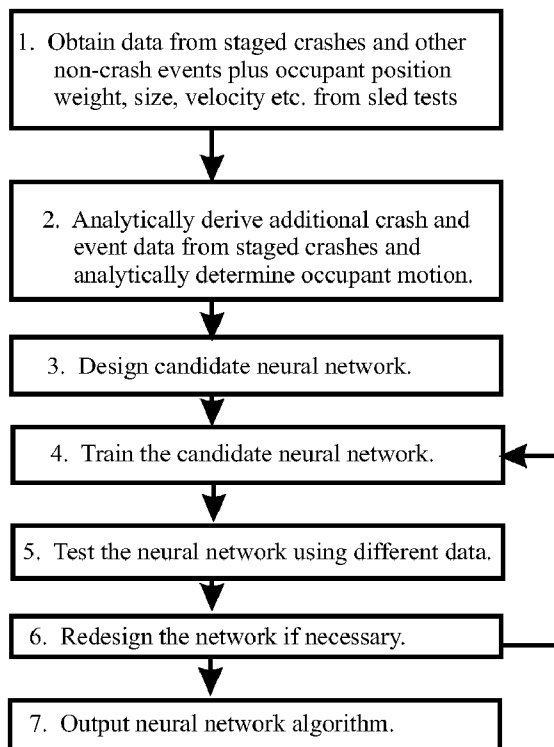 1. Obtain data from staged crashes and other
non-crash events plus occupant position
weight, size, velocity etc. from sled tests
2. Analytically derive additional crash and
event data from staged crashes and
analytically determine occupant motion.
3. Design candidate neural network.
4. Train the candidate neural network.
5. Test the neural network using different data.
6. Redesign the network if necessary.
7. Output neural network algorithm.